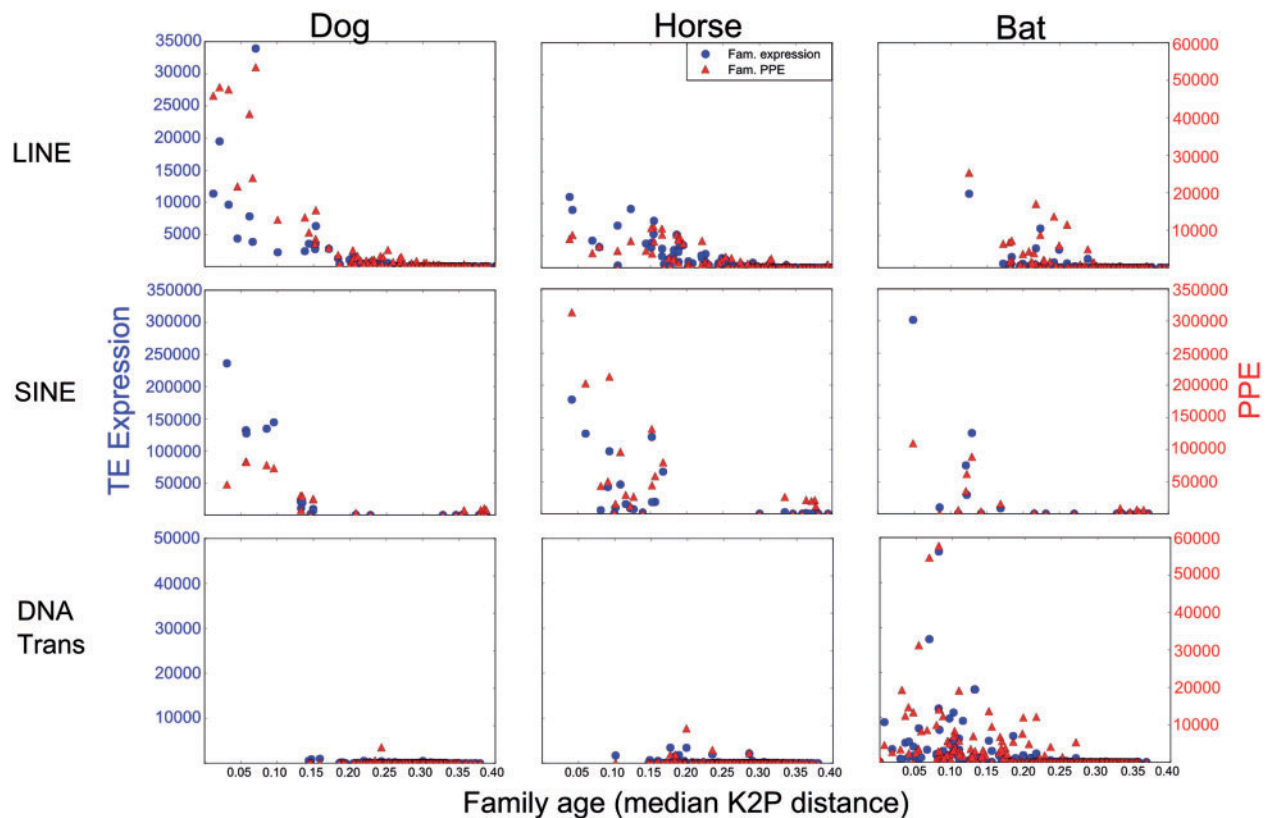 Dog Horse Bat
35000
30000
25000
20000
15000
10000
5000
LINE
Fam. expression
Fam. PPE
60000
50000
40000
30000
20000
10000
350000
300000
250000
200000
150000
100000
50000
SINE
TE Expression
350000
300000
250000
200000
150000
100000
50000
PPE
50000
40000
30000
20000
10000
DNA
Trans
60000
50000
40000
30000
20000
10000
0.05 0.10 0.15 0.20 0.25 0.30 0.35 0.40
0.05 0.10 0.15 0.20 0.25 0.30 0.35 0.40
0.05 0.10 0.15 0.20 0.25 0.30 0.35 0.40
Family age (median K2P distance)